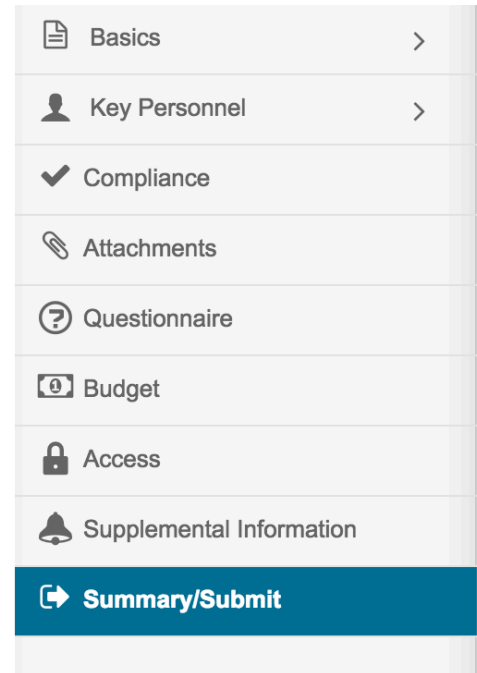 Basics
Key Personnel
Compliance
Attachments
Questionnaire
Budget
Access
Supplemental Information
Summary/Submit